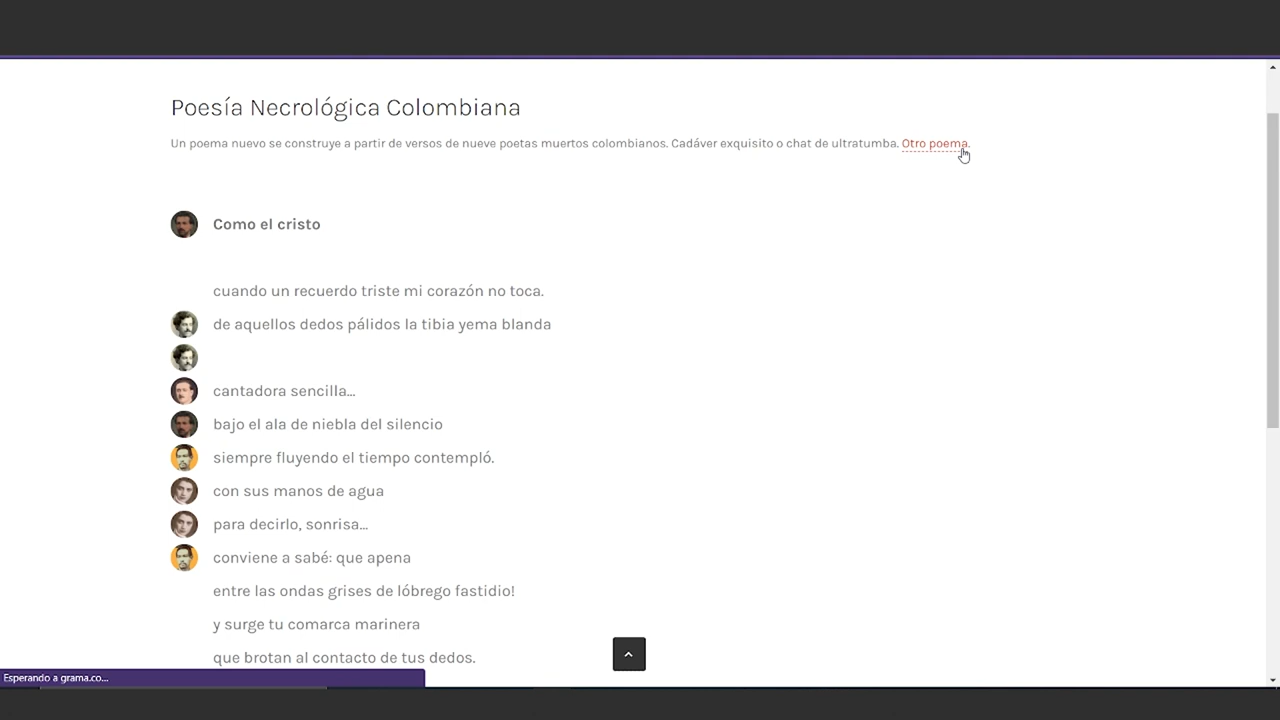 Poesía Necrológica Colombiana
Un poema nuevo se construye a partir de versos de nueve poetas muertos colombianos. Cadáver exquisito o chat de ultratumba. Otro poema.
Como el cristo
cuando un recuerdo triste mi corazón no toca.
de aquellos dedos pálidos la tibia yema blanda
cantadora sencilla...
bajo el ala de niebla del silencio
siempre fluyendo el tiempo contempló.
con sus manos de agua
para decirlo, sonrisa...
conviene a sabé: que apena
entre las ondas grises de lóbrego fastidio!
y surge tu comarca marinera
que brotan al contacto de tus dedos.
Esperando a grama.co...